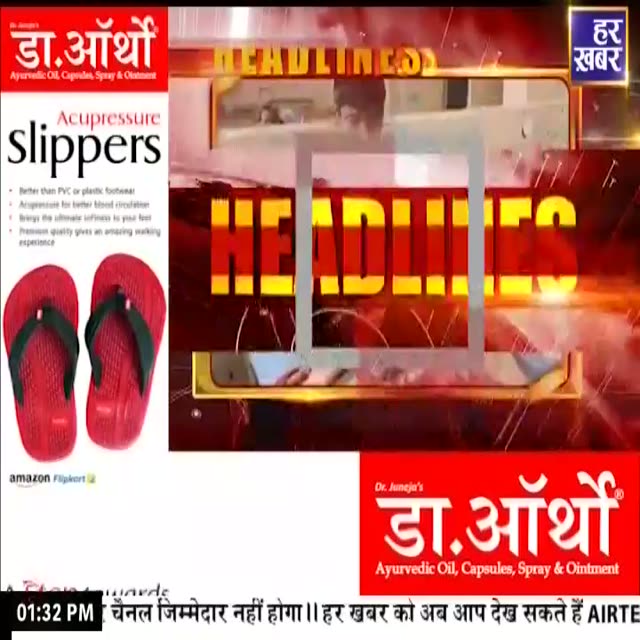 Dr. Juneja's
डा.ऑर्थो®
Ayurvedic Oil, Capsules, Spray & Ointment
HEADLINES
हर
ख़बर
Acupressure
slippers
• Better than PVC or plastic footwear
• Acupressure for better blood circulation
• Brings the ultimate softness to your feet
• Premium quality gives an amazing walking
experience
HEADLINES
amazon Flipkart
Dr. Juneja's
डा.ऑर्थो®
Ayurvedic Oil, Capsules, Spray & Ointment
01:32 PM
चैनल जिम्मेदार नहीं होगा।। हर खबर को अब आप देख सकते हैं AIRTE